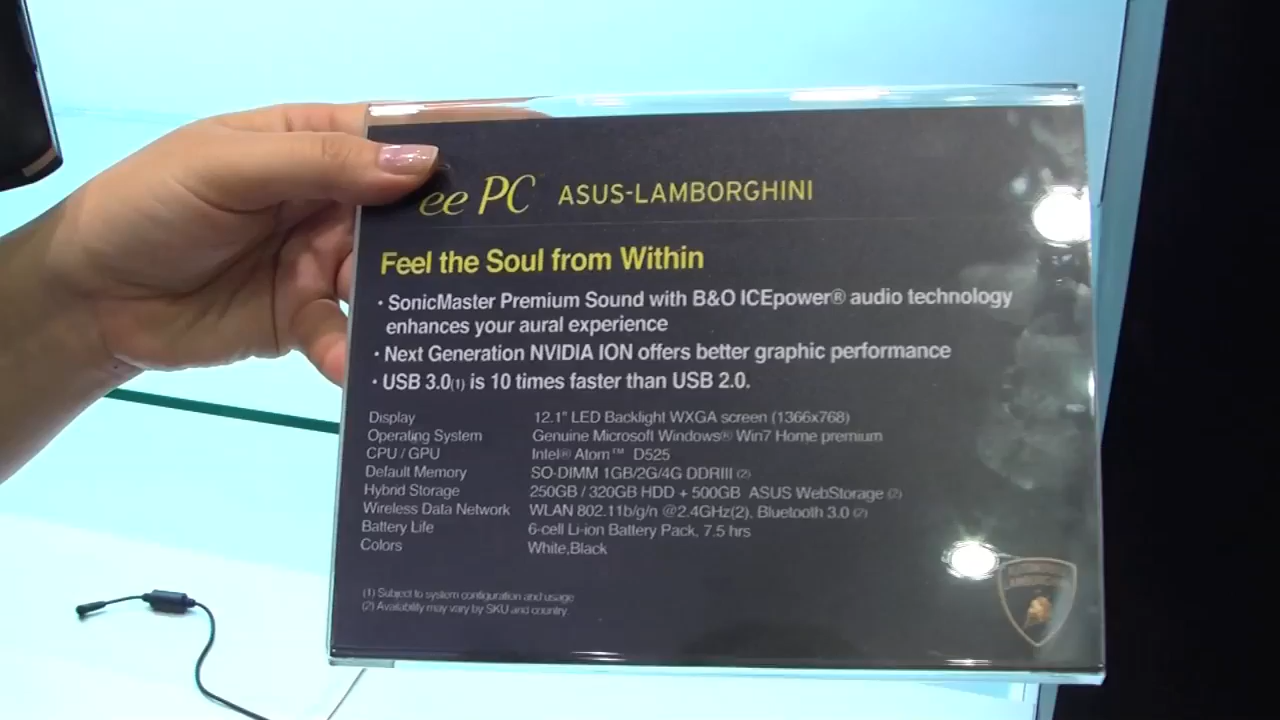 ee PC ASUS-LAMBORGHINI
Feel the Soul from Within
• SonicMaster Premium Sound with B&O ICEpower® audio technology
enhances your aural experience
• Next Generation NVIDIA ION offers better graphic performance
• USB 3.0(1) is 10 times faster than USB 2.0.
Display 12.1" LED Backlight WXGA screen (1366x768)
Operating System Genuine Microsoft Windows® Win7 Home premium
CPU / GPU Intel® Atom™ D525
Default Memory SO-DIMM 1GB/2G/4G DDRIII (2)
Hybrid Storage 250GB / 320GB HDD + 500GB ASUS WebStorage (2)
Wireless Data Network WLAN 802.11b/g/n @2.4GHz(2), Bluetooth 3.0 (2)
Battery Life 6-cell Li-ion Battery Pack, 7.5 hrs
Colors White,Black
(1) Subject to system configuration and usage
(2) Availability may vary by SKU and country.
LAMBORGHINI